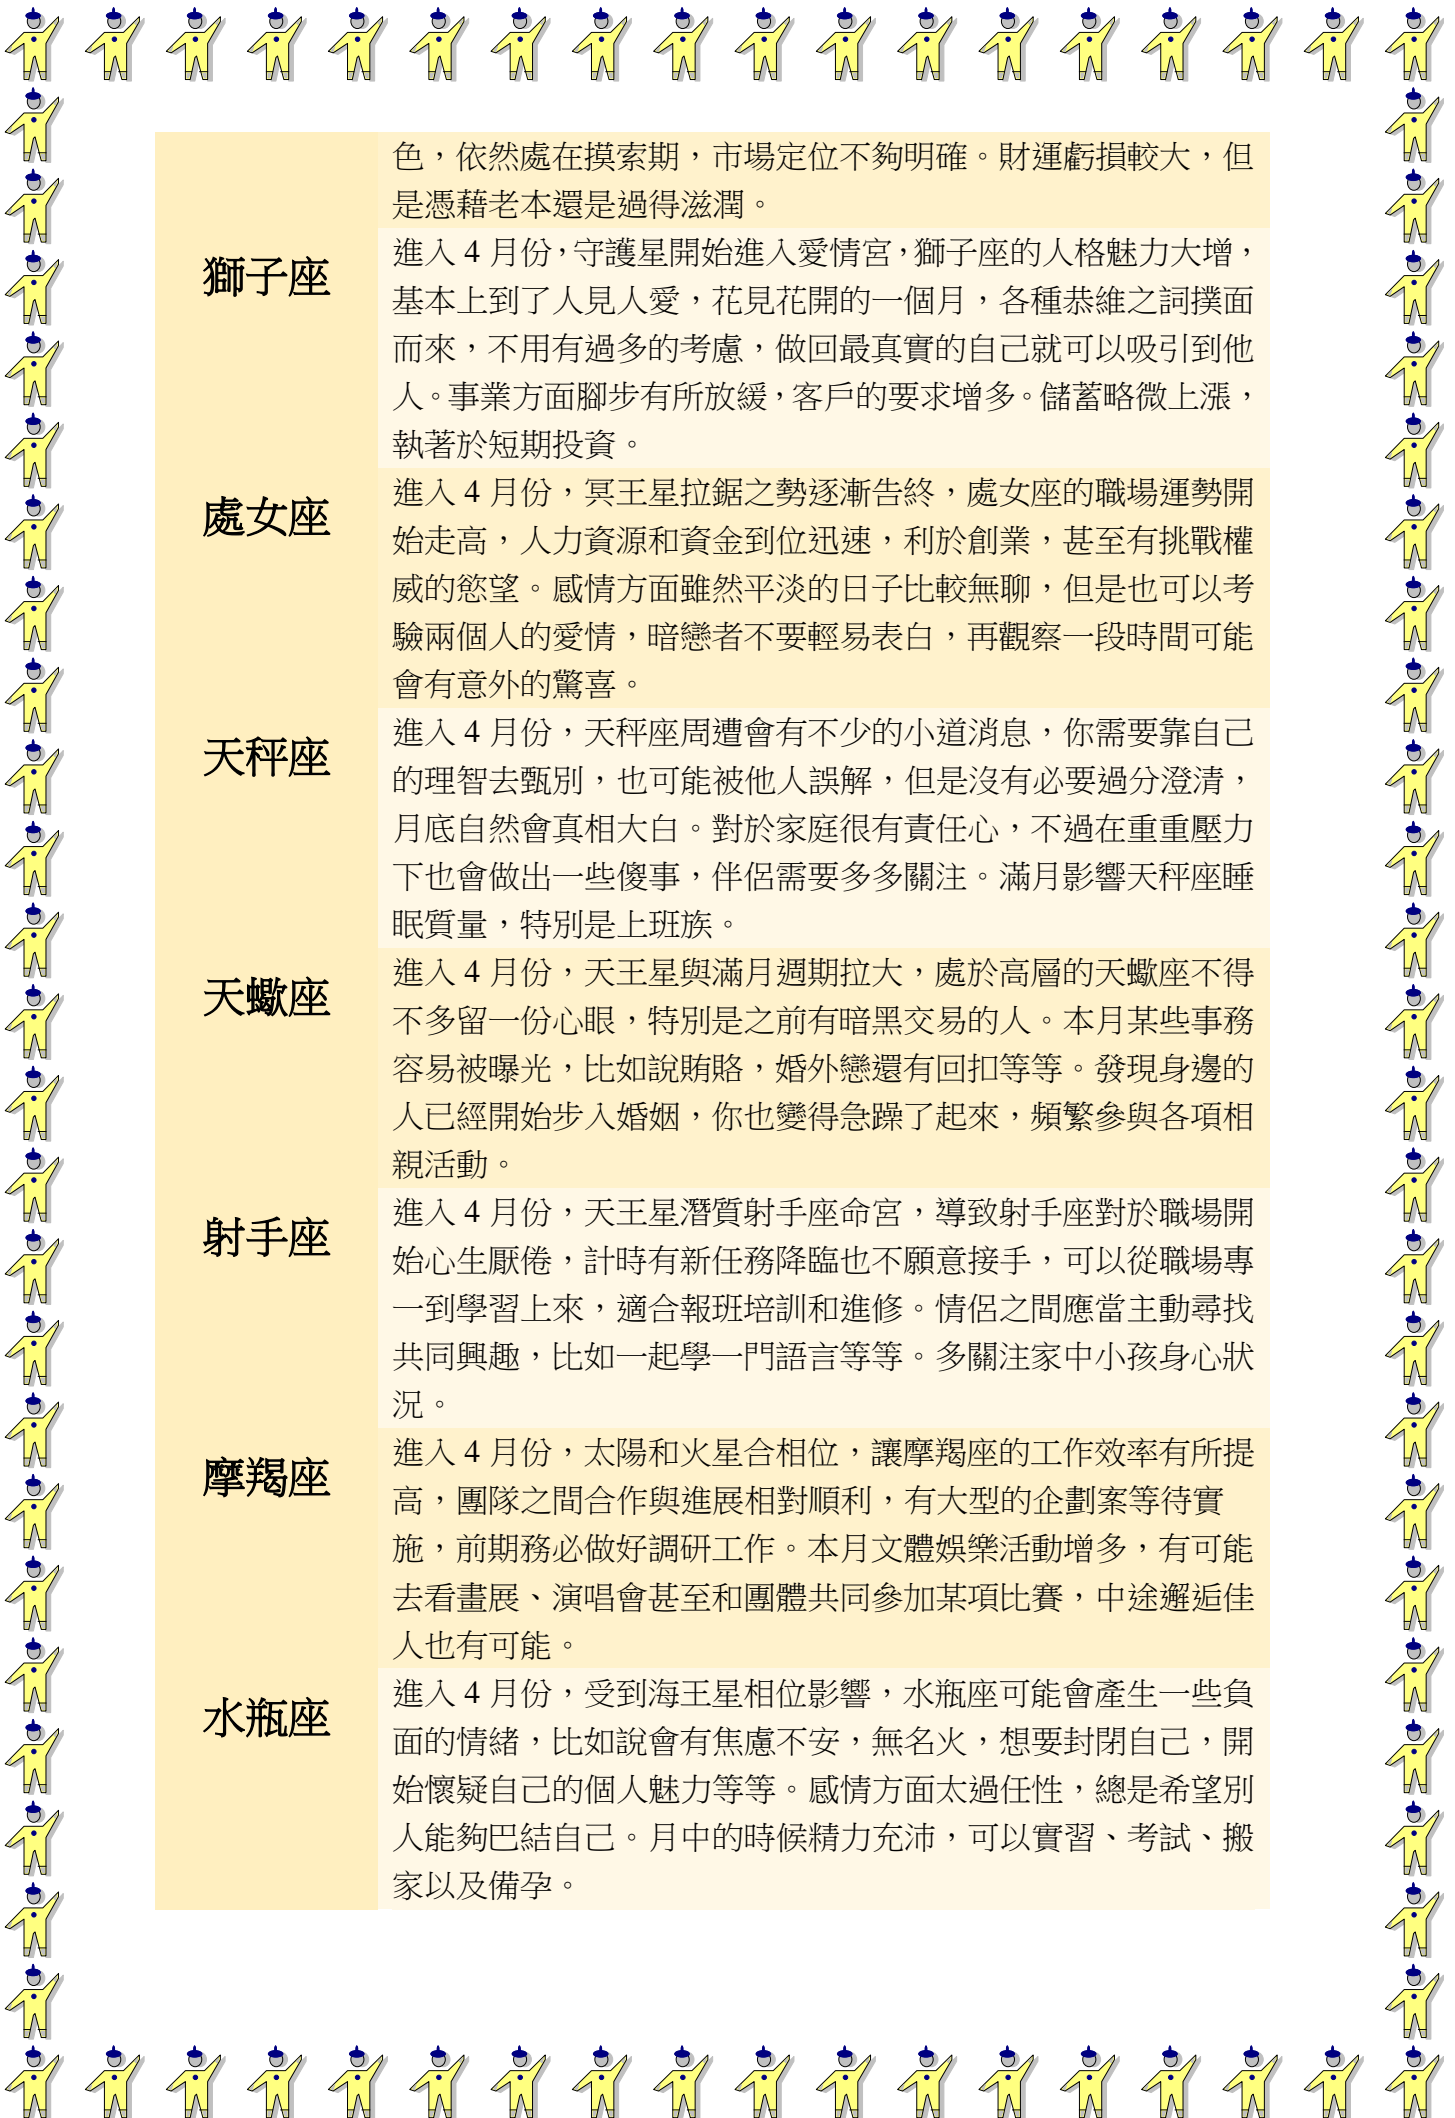 色，依然處在摸索期，市場定位不夠明確。財運虧損較大，但
是憑藉老本還是過得滋潤。
獅子座
進入 4 月份，守護星開始進入愛情宮，獅子座的人格魅力大增，
基本上到了人見人愛，花見花開的一個月，各種恭維之詞撲面
而來，不用有過多的考慮，做回最真實的自己就可以吸引到他
人。事業方面腳步有所放緩，客戶的要求增多。儲蓄略微上漲，
執著於短期投資。
處女座
進入 4 月份，冥王星拉鋸之勢逐漸告終，處女座的職場運勢開
始走高，人力資源和資金到位迅速，利於創業，甚至有挑戰權
威的慾望。感情方面雖然平淡的日子比較無聊，但是也可以考
驗兩個人的愛情，暗戀者不要輕易表白，再觀察一段時間可能
會有意外的驚喜。
天秤座
進入 4 月份，天秤座周遭會有不少的小道消息，你需要靠自己
的理智去甄別，也可能被他人誤解，但是沒有必要過分澄清，
月底自然會真相大白。對於家庭很有責任心，不過在重重壓力
下也會做出一些傻事，伴侶需要多多關注。滿月影響天秤座睡
眠質量，特別是上班族。
天蠍座
進入 4 月份，天王星與滿月週期拉大，處於高層的天蠍座不得
不多留一份心眼，特別是之前有暗黑交易的人。本月某些事務
容易被曝光，比如說賄賂，婚外戀還有回扣等等。發現身邊的
人已經開始步入婚姻，你也變得急躁了起來，頻繁參與各項相
親活動。
射手座
進入 4 月份，天王星潛質射手座命宮，導致射手座對於職場開
始心生厭倦，計時有新任務降臨也不願意接手，可以從職場專
一到學習上來，適合報班培訓和進修。情侶之間應當主動尋找
共同興趣，比如一起學一門語言等等。多關注家中小孩身心狀
況。
摩羯座
進入 4 月份，太陽和火星合相位，讓摩羯座的工作效率有所提
高，團隊之間合作與進展相對順利，有大型的企劃案等待實
施，前期務必做好調研工作。本月文體娛樂活動增多，有可能
去看畫展、演唱會甚至和團體共同參加某項比賽，中途邂逅佳
人也有可能。
水瓶座
進入 4 月份，受到海王星相位影響，水瓶座可能會產生一些負
面的情緒，比如說會有焦慮不安，無名火，想要封閉自己，開
始懷疑自己的個人魅力等等。感情方面太過任性，總是希望別
人能夠巴結自己。月中的時候精力充沛，可以實習、考試、搬
家以及備孕。